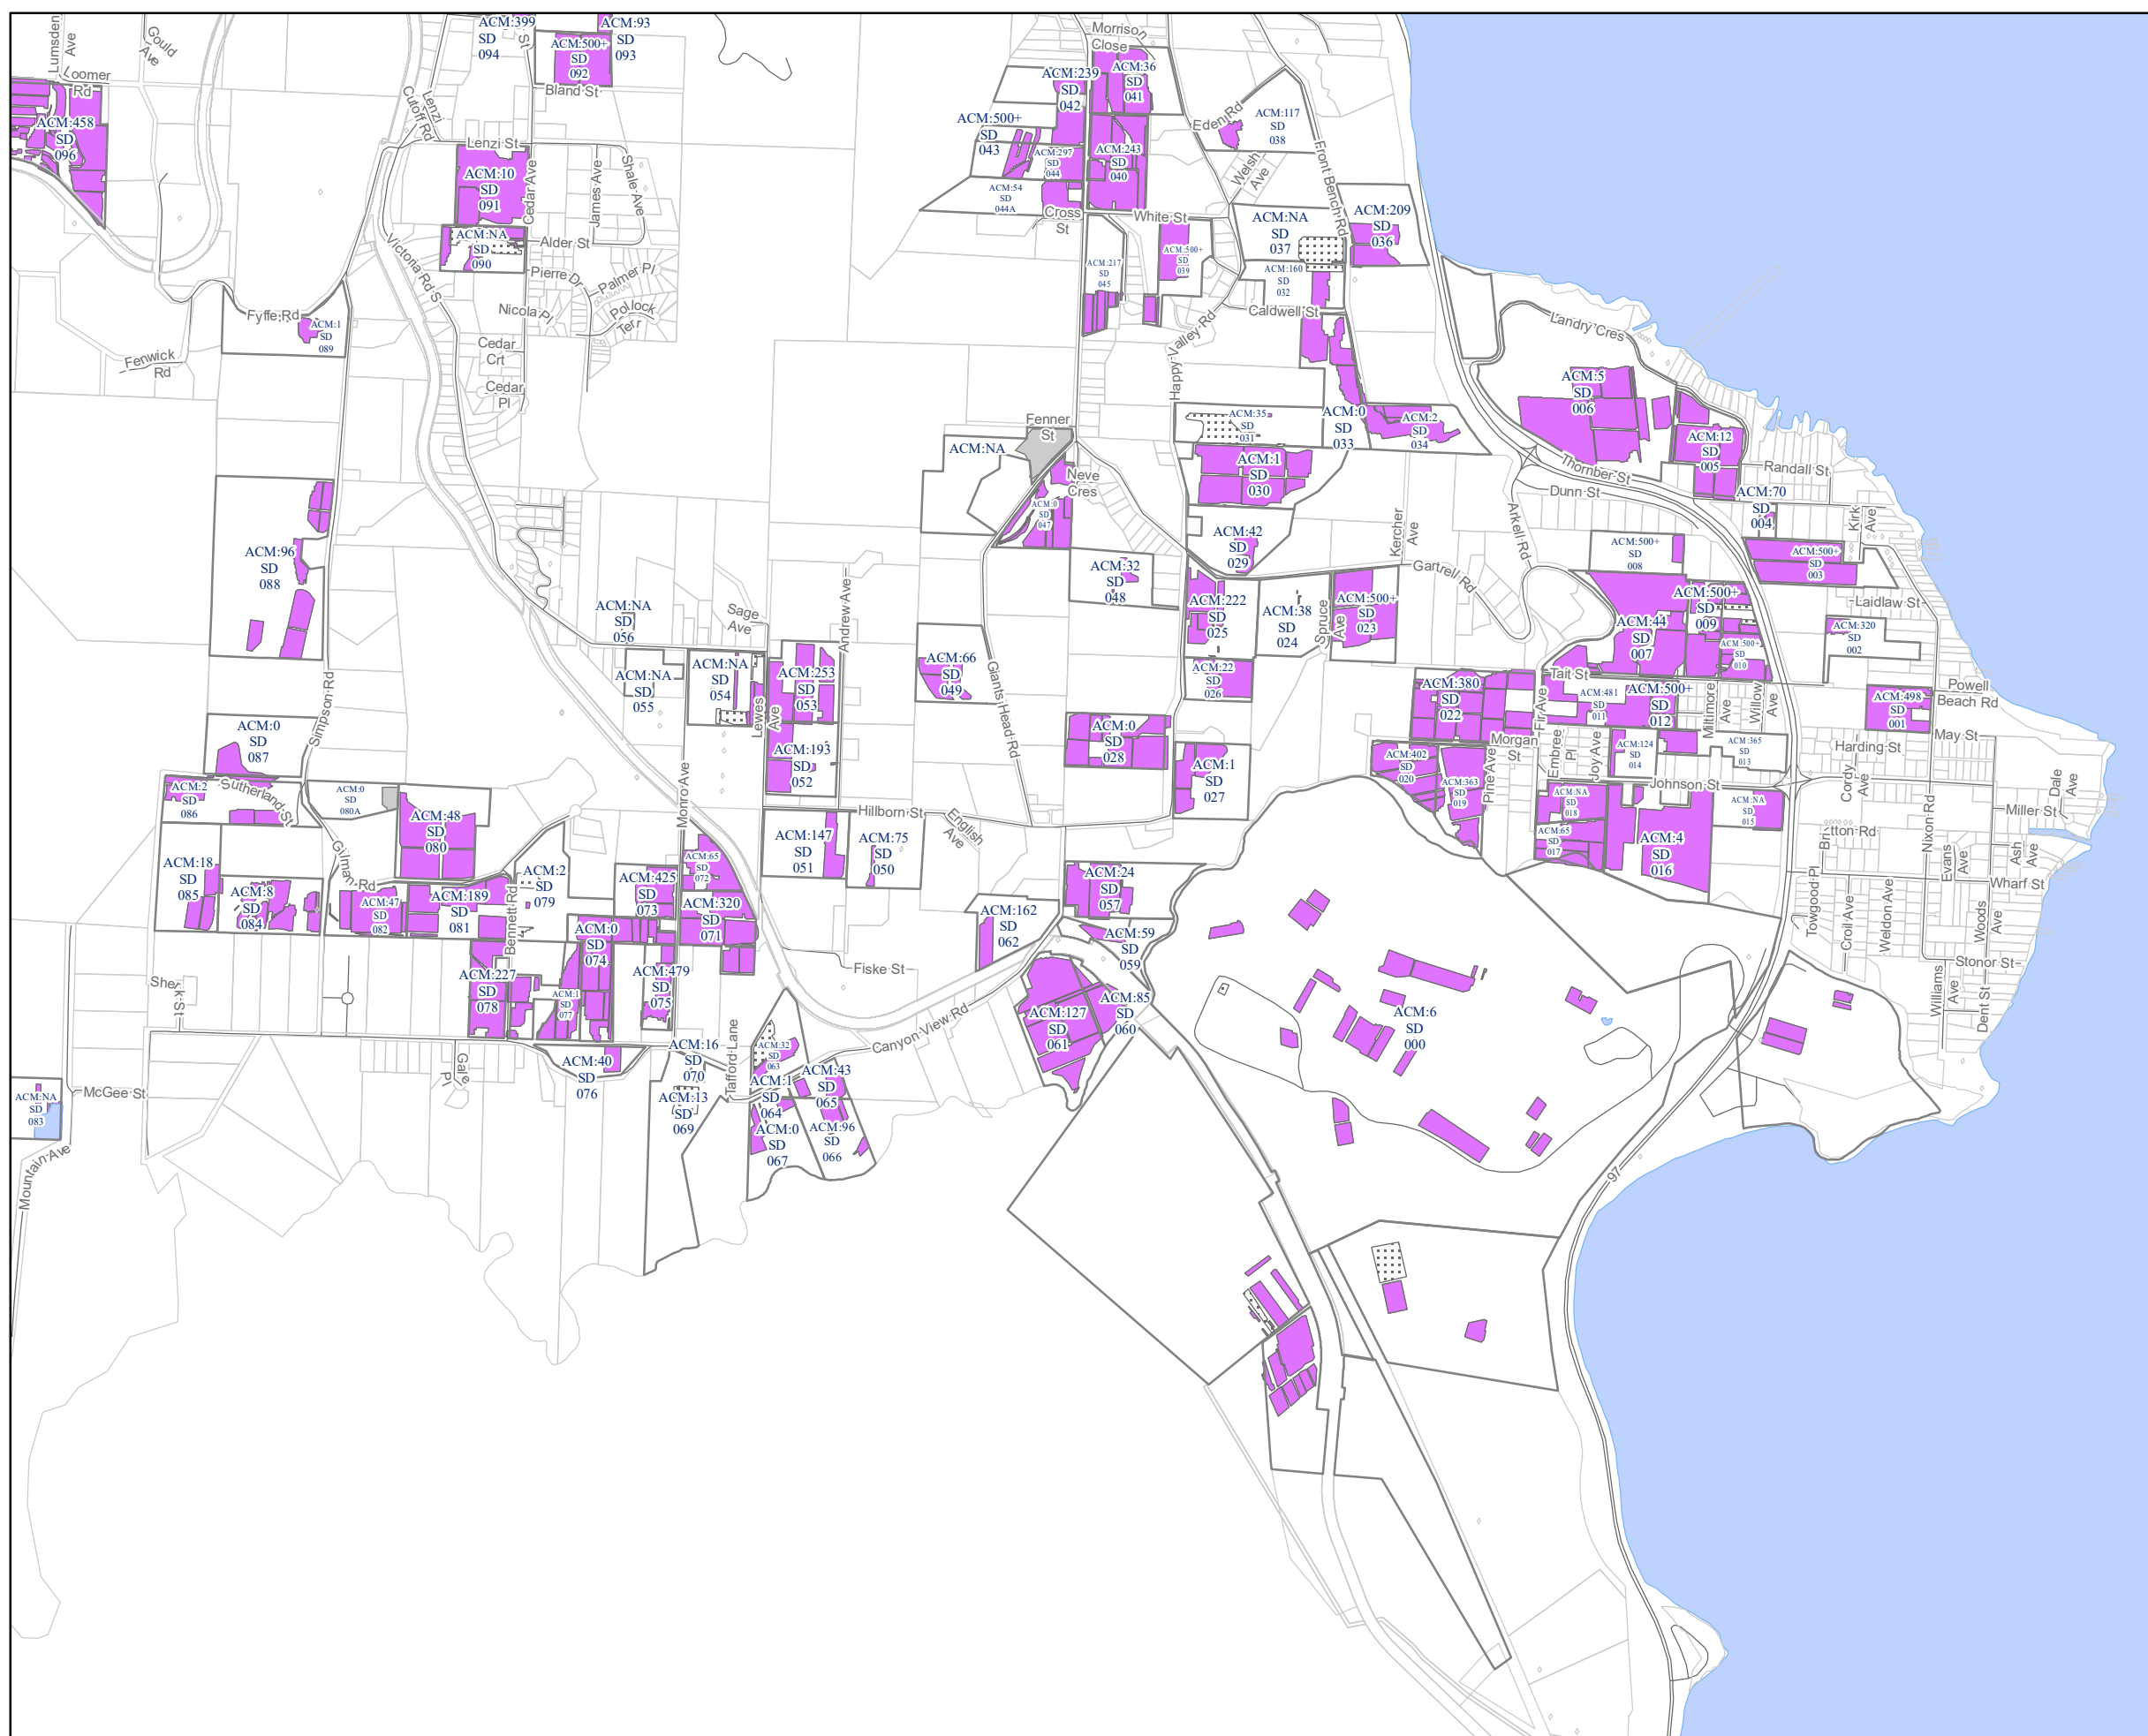 Lumsden
Ave
Gould
Ave
Loomer
Rd
ACM:458
SD
096
ACM:399
SD
094
St
ACM:93
SD
093
ACM:500+
SD
092
Bland St
Lenzi
Cutoff Rd
Lenzi St
ACM:10
SD
091
Cedar Ave
James Ave
Shale Ave
ACM:NA
SD
090
Alder St
Victoria Rd S
Pierre Dr
Palmer Pl
Nicola Pl
Pollock
Terr
Cedar
Crt
Cedar
Pl
Fyffe Rd
ACM:1
SD
089
Fenwick
Rd
Morrison
Close
ACM:239
SD
042
ACM:36
SD
041
ACM:500+
SD
043
ACM:297
SD
044
ACM:243
SD
040
ACM:54
SD
044A
Cross
St
White St
Eden Rd
ACM:117
SD
038
Welsh
Ave
Front Bench Rd
ACM:NA
SD
037
ACM:209
SD
036
ACM:217
SD
045
ACM:500+
SD
039
ACM:160
SD
032
Caldwell St
Happy Valley Rd
Landry Cres
ACM:5
SD
006
ACM:12
SD
005
Randall St
Thornber St
ACM:70
SD
004
Kirk
Ave
Dunn St
Arkell Rd
ACM:35
SD
031
ACM:0
SD
033
ACM:2
SD
034
ACM:1
SD
030
Fenner
St
ACM:NA
Neve
Cres
ACM:0
SD
047
ACM:42
SD
029
Kercher
Ave
Gartrell Rd
ACM:500+
SD
008
ACM:500+
SD
003
ACM:96
SD
088
ACM:32
SD
048
ACM:222
SD
025
ACM:38
SD
024
Spruce
Ave
ACM:500+
SD
023
ACM:44
SD
007
ACM:500+
SD
009
ACM:500+
SD
010
Laidlaw St
ACM:320
SD
002
ACM:NA
SD
056
Sage
Ave
Andrew Ave
ACM:NA
SD
055
ACM:NA
SD
054
Lewes
Ave
ACM:253
SD
053
ACM:66
SD
049
Giants Head Rd
ACM:22
SD
026
Tait St
ACM:380
SD
022
Fir Ave
ACM:481
SD
011
ACM:500+
SD
012
Miltimore
Ave
Willow
Ave
ACM:498
SD
001
Powell
Beach Rd
May St
Simpson Rd
ACM:0
SD
087
ACM:193
SD
052
ACM:0
SD
028
ACM:1
SD
027
ACM:402
SD
020
Morgan
St
ACM:363
SD
019
Pine Ave
Embree
Pl
Joy Ave
ACM:124
SD
014
ACM:365
SD
013
Harding St
Johnson St
Cordy
Ave
Dale
Ave
Miller St
ACM:2
SD
086
Sutherland St
ACM:0
SD
080A
ACM:48
SD
080
Monro Ave
Hillborn St
English
Ave
ACM:147
SD
051
ACM:75
SD
050
ACM:NA
SD
018
ACM:65
SD
017
ACM:4
SD
016
ACM:NA
SD
015
Nixon Rd
Evans
Ave
Ash
Ave
Wharf St
ACM:18
SD
085
ACM:8
SD
084
Gilman Rd
ACM:47
SD
082
ACM:189
SD
081
Bennett Rd
ACM:2
SD
079
ACM:425
SD
073
ACM:65
SD
072
ACM:320
SD
071
ACM:24
SD
057
ACM:162
SD
062
ACM:59
SD
059
Towgood Pl
Croil Ave
Weldon Ave
Woods
Ave
Stonor St
Williams
Ave
Dent St
ACM:227
SD
078
ACM:0
SD
074
ACM:1
SD
077
ACM:479
SD
075
Fiske St
Canyon View Rd
ACM:127
SD
061
ACM:85
SD
060
ACM:6
SD
000
ACM:NA
SD
083
McGee St
Mountain Ave
Gale
Pl
ACM:40
SD
076
ACM:16
SD
070
ACM:13
SD
069
Tafford Lane
ACM:32
SD
063
ACM:1
SD
064
ACM:43
SD
065
ACM:0
SD
067
ACM:96
SD
066
97